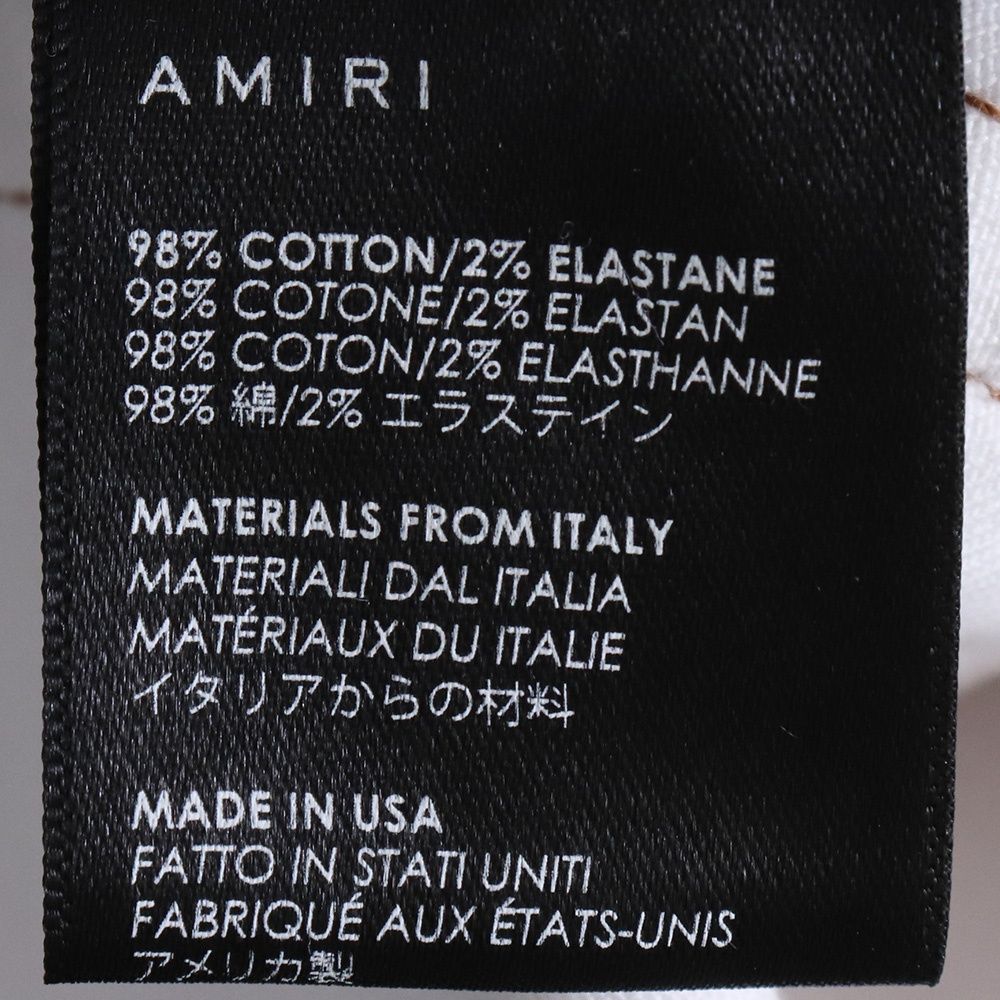 AMIRI
98% COTTON/2% ELASTANE
98% COTONE/2% ELASTAN
98% COTON/2% ELASTHANNE
98% 綿/2% エラステイン
MATERIALS FROM ITALY
MATERIALI DAL ITALIA
MATÉRIAUX DU ITALIE
イタリアからの材料
MADE IN USA
FATTO IN STATI UNITI
FABRIQUÉ AUX ÉTATS-UNIS
アメリカ製